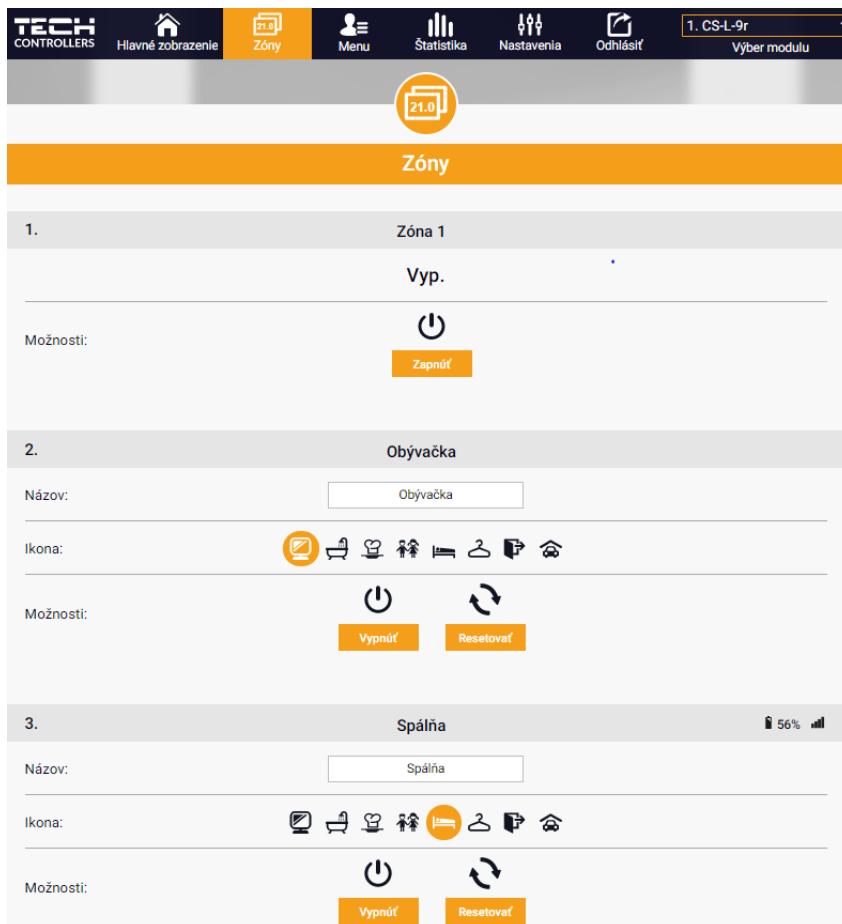 TECH
CONTROLLERS
Hlavné zobrazenie
21.0
Zóny
Menu
Štatistika
Nastavenia
Odhlásiť
1. CS-L-9r
Výber modulu
21.0
Zóny
1. Zóna 1
Vyp.
Možnosti:
Zapnúť
2. Obývačka
Názov: Obývačka
Ikona:
Možnosti:
Vypnúť Resetovať
3. Spálňa 56%
Názov: Spálňa
Ikona:
Možnosti:
Vypnúť Resetovať